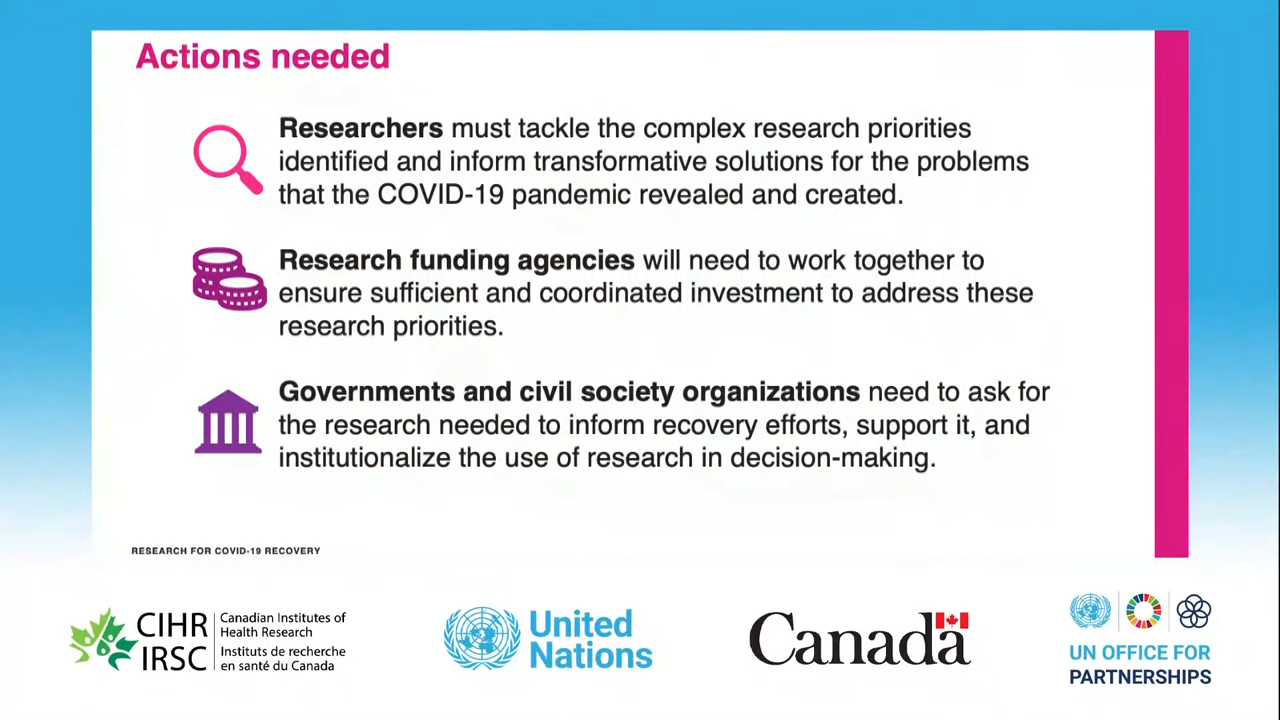 Actions needed
Researchers must tackle the complex research priorities
identified and inform transformative solutions for the problems
that the COVID-19 pandemic revealed and created.
Research funding agencies will need to work together to
ensure sufficient and coordinated investment to address these
research priorities.
Governments and civil society organizations need to ask for
the research needed to inform recovery efforts, support it, and
institutionalize the use of research in decision-making.
RESEARCH FOR COVID-19 RECOVERY
CIHR
IRSC
Canadian Institutes of
Health Research
Instituts de recherche
en santé du Canada
United
Nations
Canada
UN OFFICE FOR
PARTNERSHIPS